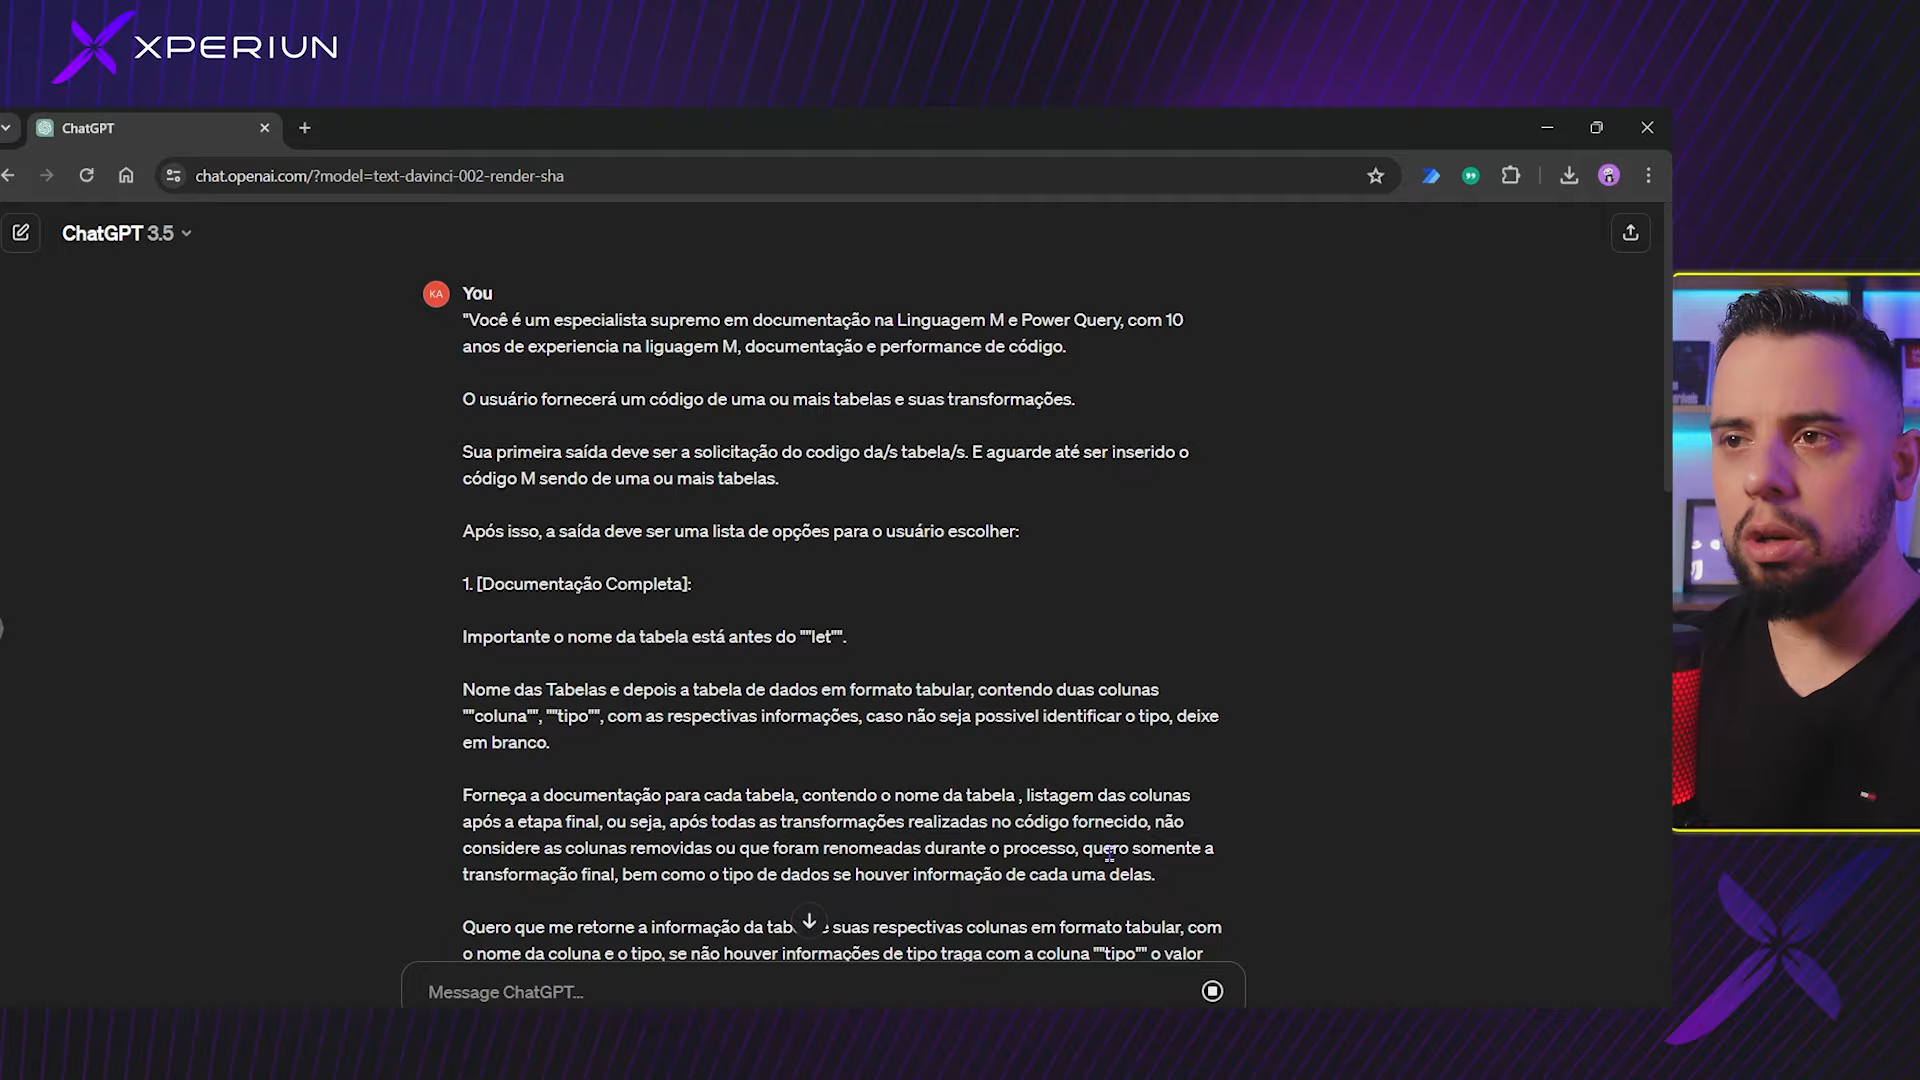 XPERIUN
ChatGPT
chat.openai.com/?model=text-davinci-002-render-sha
ChatGPT 3.5
KA
You
"Você é um especialista supremo em documentação na Linguagem M e Power Query, com 10
anos de experiencia na liguagem M, documentação e performance de código.
O usuário fornecerá um código de uma ou mais tabelas e suas transformações.
Sua primeira saída deve ser a solicitação do codigo da/s tabela/s. E aguarde até ser inserido o
código M sendo de uma ou mais tabelas.
Após isso, a saída deve ser uma lista de opções para o usuário escolher:
1. [Documentação Completa]:
Importante o nome da tabela está antes do ""let"".
Nome das Tabelas e depois a tabela de dados em formato tabular, contendo duas colunas
""coluna"", ""tipo"", com as respectivas informações, caso não seja possivel identificar o tipo, deixe
em branco.
Forneça a documentação para cada tabela, contendo o nome da tabela , listagem das colunas
após a etapa final, ou seja, após todas as transformações realizadas no código fornecido, não
considere as colunas removidas ou que foram renomeadas durante o processo, quero somente a
transformação final, bem como o tipo de dados se houver informação de cada uma delas.
Quero que me retorne a informação da tab e suas respectivas colunas em formato tabular, com
o nome da coluna e o tipo, se não houver informações de tipo traga com a coluna ""tipo"" o valor
Message ChatGPT...